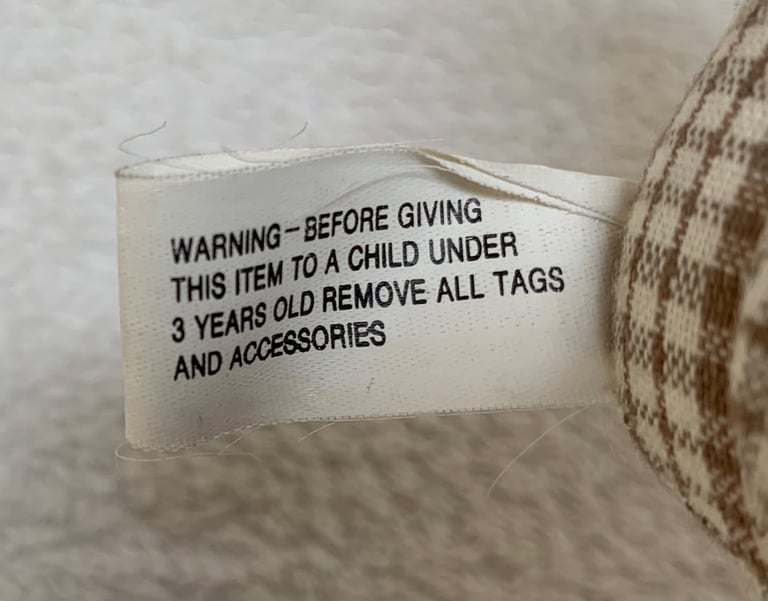 WARNING–BEFORE GIVING
THIS ITEM TO A CHILD UNDER
3 YEARS OLD REMOVE ALL TAGS
AND ACCESSORIES